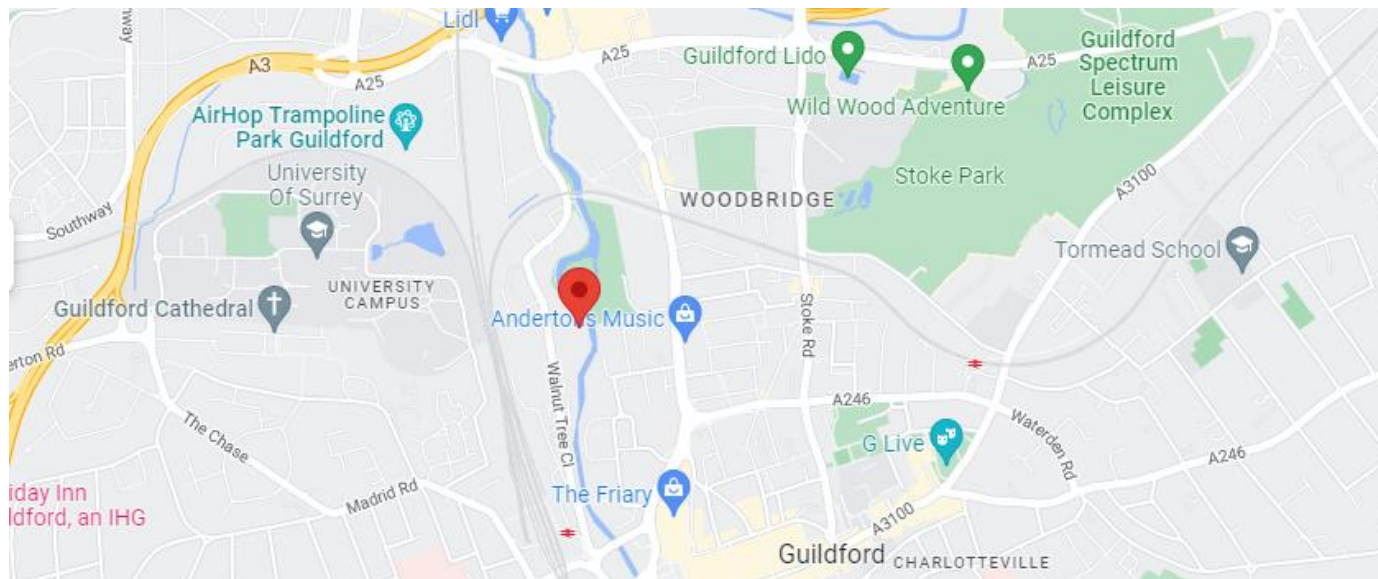 hway
Lidl
A3
A25
A25
Guildford Lido
A25
Guildford
Spectrum
Leisure
Complex
Wild Wood Adventure
AirHop Trampoline
Park Guildford
University
Of Surrey
WOODBRIDGE
Stoke Park
A3100
Southway
Tormead School
UNIVERSITY
CAMPUS
Guildford Cathedral
Andertons Music
Stoke Rd
erton Rd
Walnut Tree Cl
The Chase
A246
Waterden Rd
G Live
A246
Madrid Rd
The Friary
iday Inn
ldford, an IHG
A3100
Guildford
CHARLOTTEVILLE